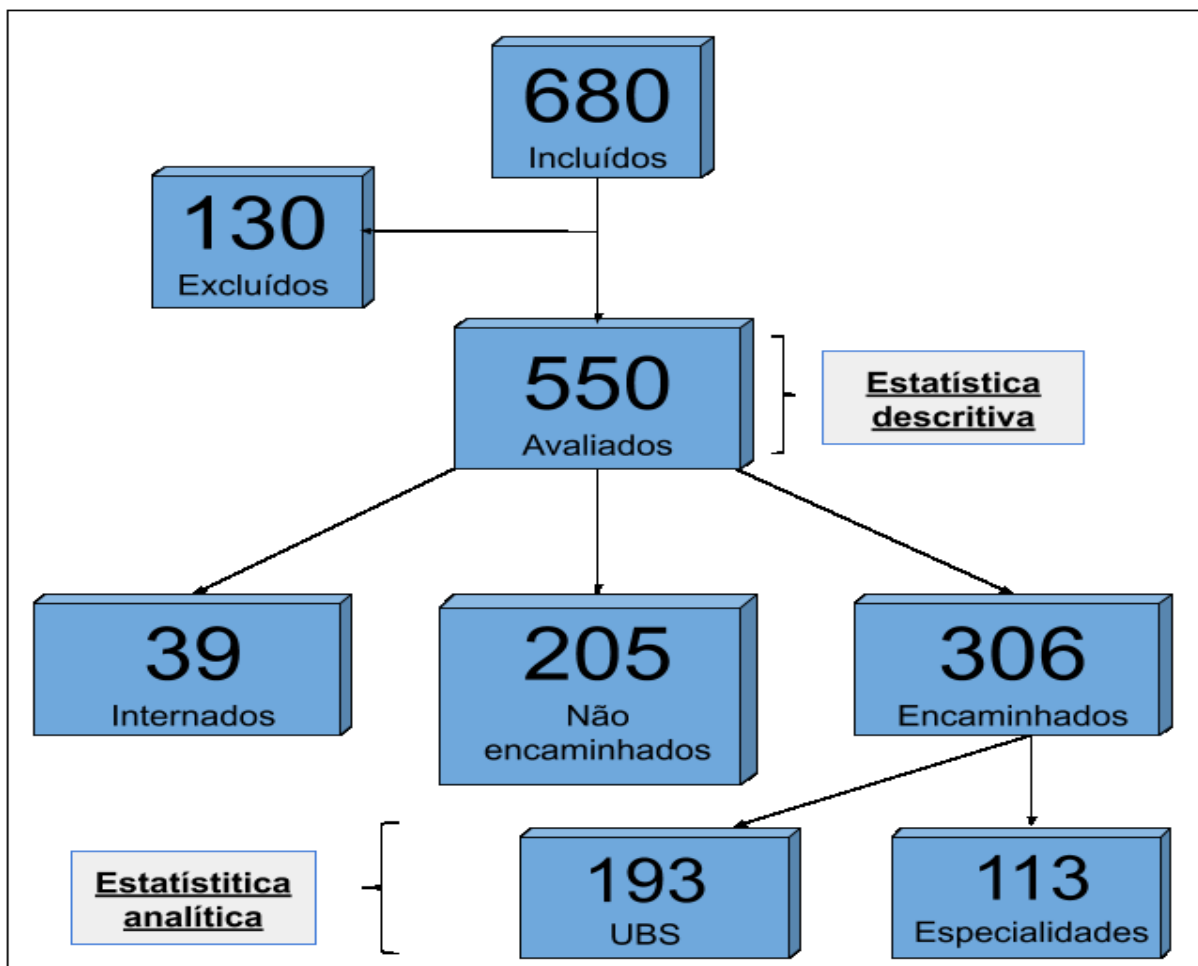 680
Incluídos
130
Excluídos
550
Avaliados
Estatística
descritiva
39
Internados
205
Não
encaminhados
306
Encaminhados
Estatístitica
analítica
193
UBS
113
Especialidades